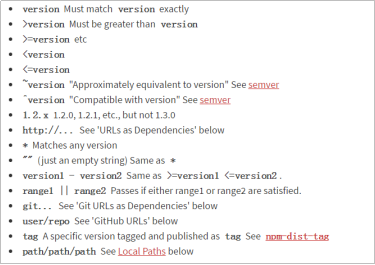 version Must match version exactly
>version Must be greater than version
>=version etc
<version
<=version
~version "Approximately equivalent to version" See semver
^version "Compatible with version" See semver
1.2.x 1.2.0, 1.2.1, etc., but not 1.3.0
http://... See 'URLs as Dependencies' below
* Matches any version
"" (just an empty string) Same as *
version1 - version2 Same as >=version1 <=version2.
range1 || range2 Passes if either range1 or range2 are satisfied.
git... See 'Git URLs as Dependencies' below
user/repo See 'GitHub URLs' below
tag A specific version tagged and published as tag See npm-dist-tag
path/path/path See Local Paths below